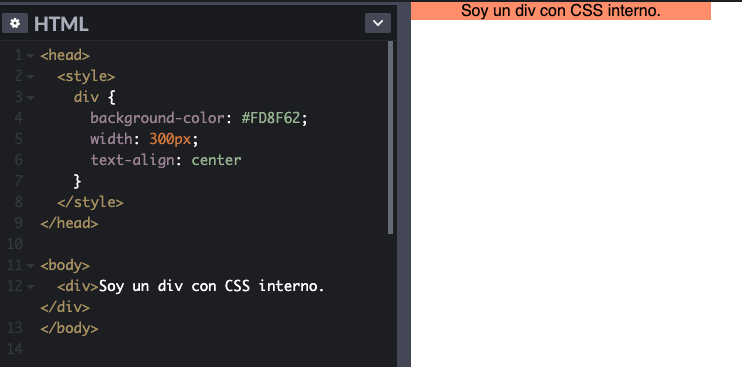 HTML
Soy un div con CSS interno.
1 <head>
2 <style>
3 div {
4 background-color: #FD8F62;
5 width: 300px;
6 text-align: center
7 }
8 </style>
9 </head>
10
11 <body>
12 <div>Soy un div con CSS interno.
</div>
13 </body>
14